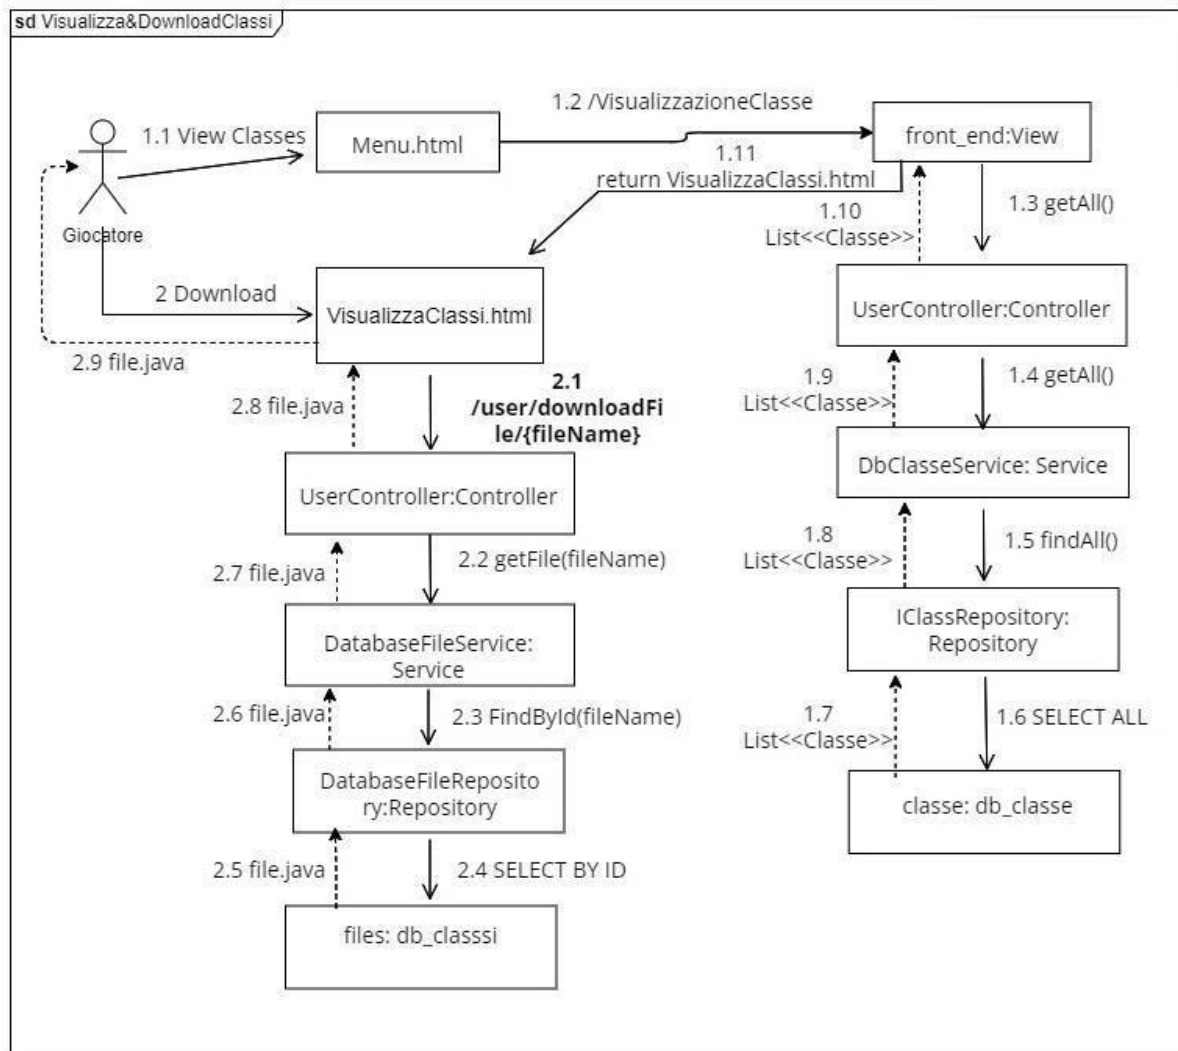 sd Visualizza&DownloadClassi
1.2 /VisualizzazioneClasse
1.1 View Classes
Menu.html
front_end:View
1.11
return VisualizzaClassi.html
Giocatore
1.10
List<<Classe>>
1.3 getAll()
2 Download
VisualizzaClassi.html
UserController:Controller
2.9 file.java
2.8 file.java
2.1
/user/downloadFi
le/{fileName}
1.9
List<<Classe>>
1.4 getAll()
UserController:Controller
DbClasseService: Service
2.7 file.java
2.2 getFile(fileName)
1.8
List<<Classe>>
1.5 findAll()
DatabaseFileService:
Service
IClassRepository:
Repository
2.6 file.java
2.3 FindById(fileName)
1.7
List<<Classe>>
1.6 SELECT ALL
DatabaseFileReposito
ry:Repository
classe: db_classe
2.5 file.java
2.4 SELECT BY ID
files: db_classsi